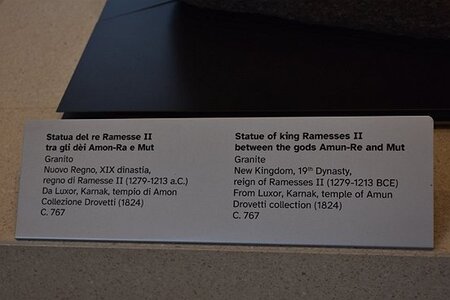 Statua del re Ramesse II
tra gli dèi Amon-Ra e Mut
Granito
Nuovo Regno, XIX dinastia,
regno di Ramesse II (1279-1213 a.C.)
Da Luxor, Karnak, tempio di Amon
Collezione Drovetti (1824)
C. 767
Statue of king Ramesses II
between the gods Amun-Re and Mut
Granite
New Kingdom, 19th Dynasty,
reign of Ramesses II (1279-1213 BCE)
From Luxor, Karnak, temple of Amun
Drovetti collection (1824)
C. 767